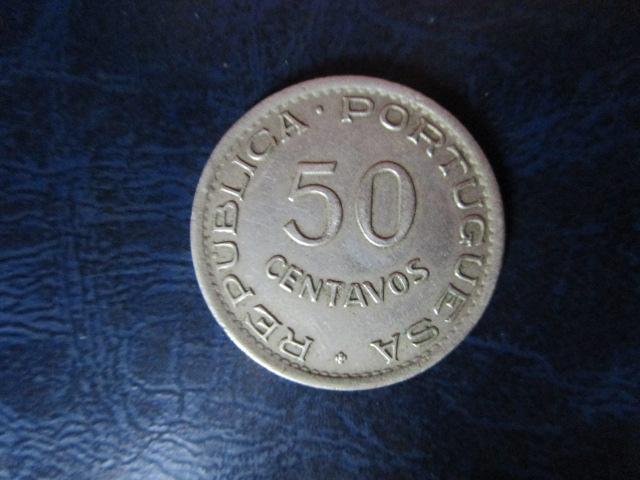 REPUBLICA · PORTUGUESA
50
CENTAVOS